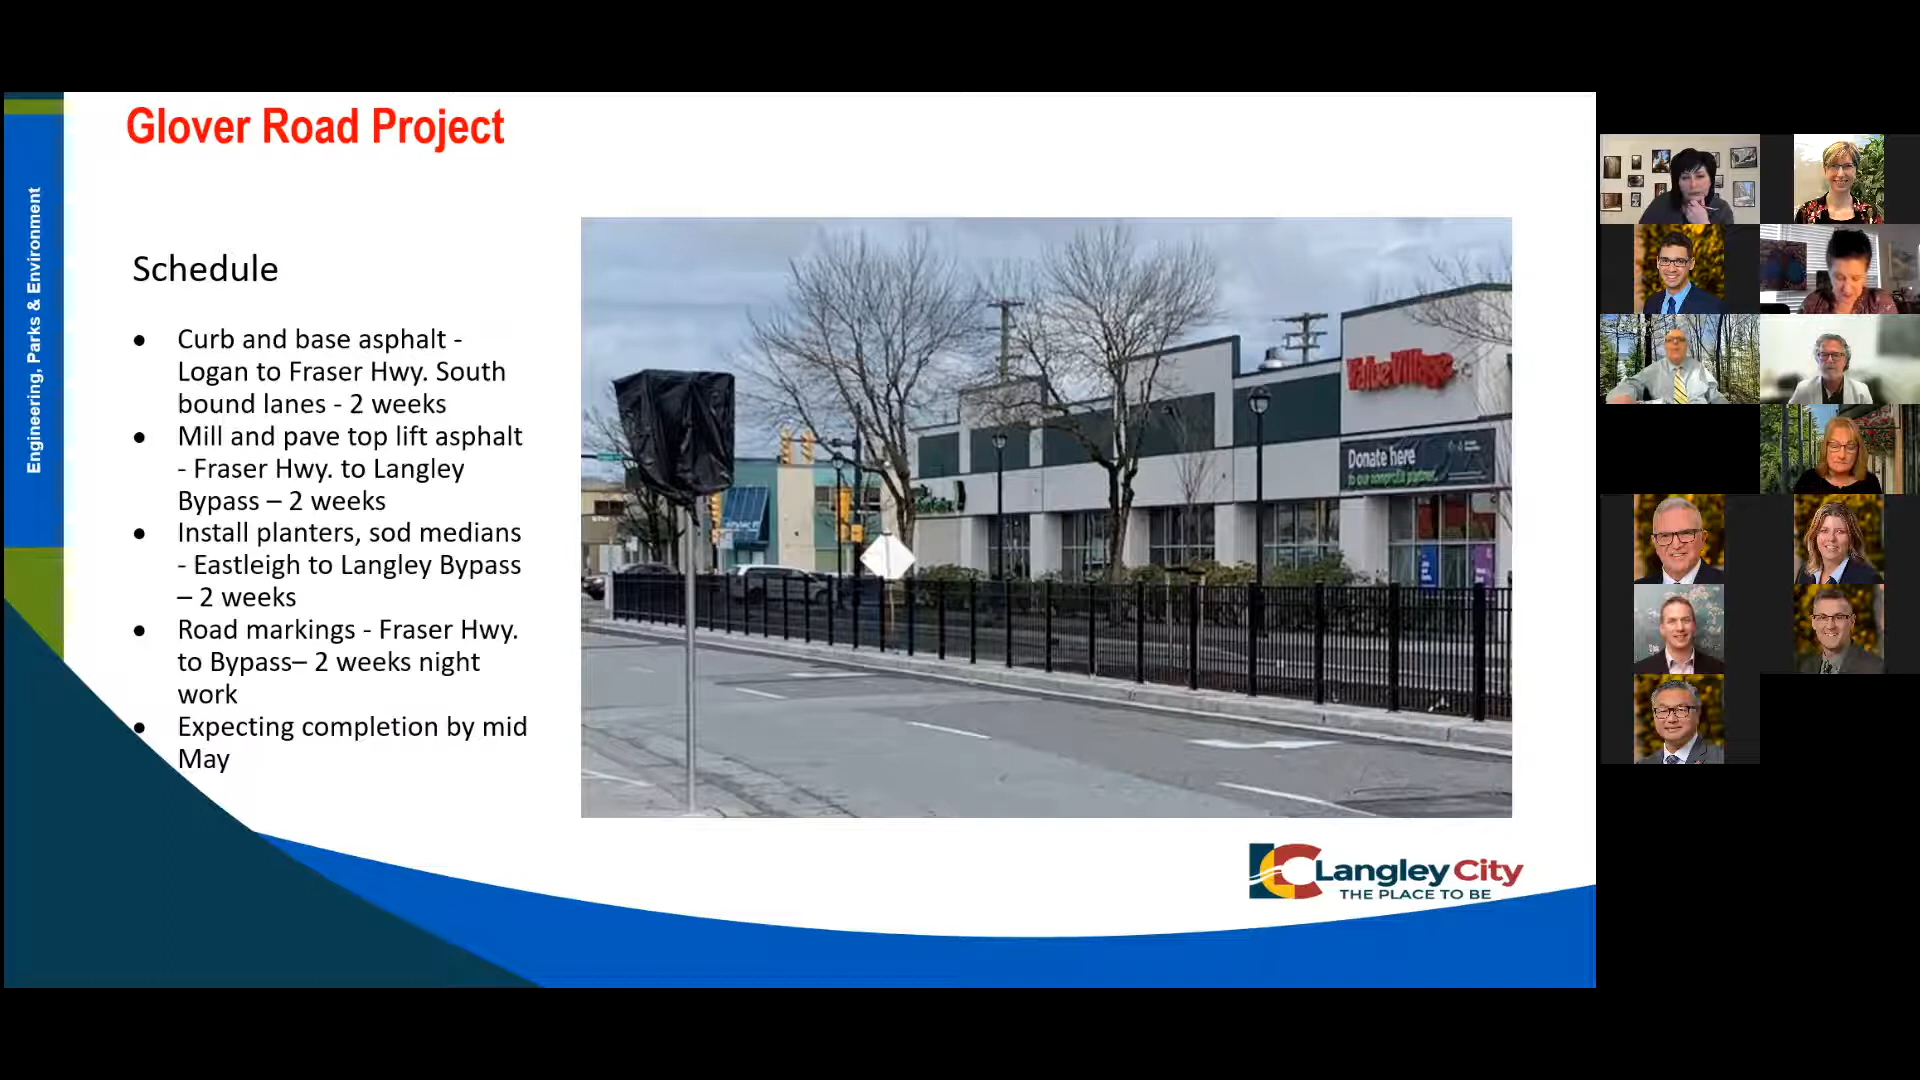 Glover Road Project
Engineering, Parks & Environment
Schedule
● Curb and base asphalt -
Logan to Fraser Hwy. South
bound lanes - 2 weeks
● Mill and pave top lift asphalt
- Fraser Hwy. to Langley
Bypass – 2 weeks
● Install planters, sod medians
- Eastleigh to Langley Bypass
– 2 weeks
● Road markings - Fraser Hwy.
to Bypass– 2 weeks night
work
● Expecting completion by mid
May
ValueVillage
Donate here
to our nonprofit partner
LC Langley City
THE PLACE TO BE